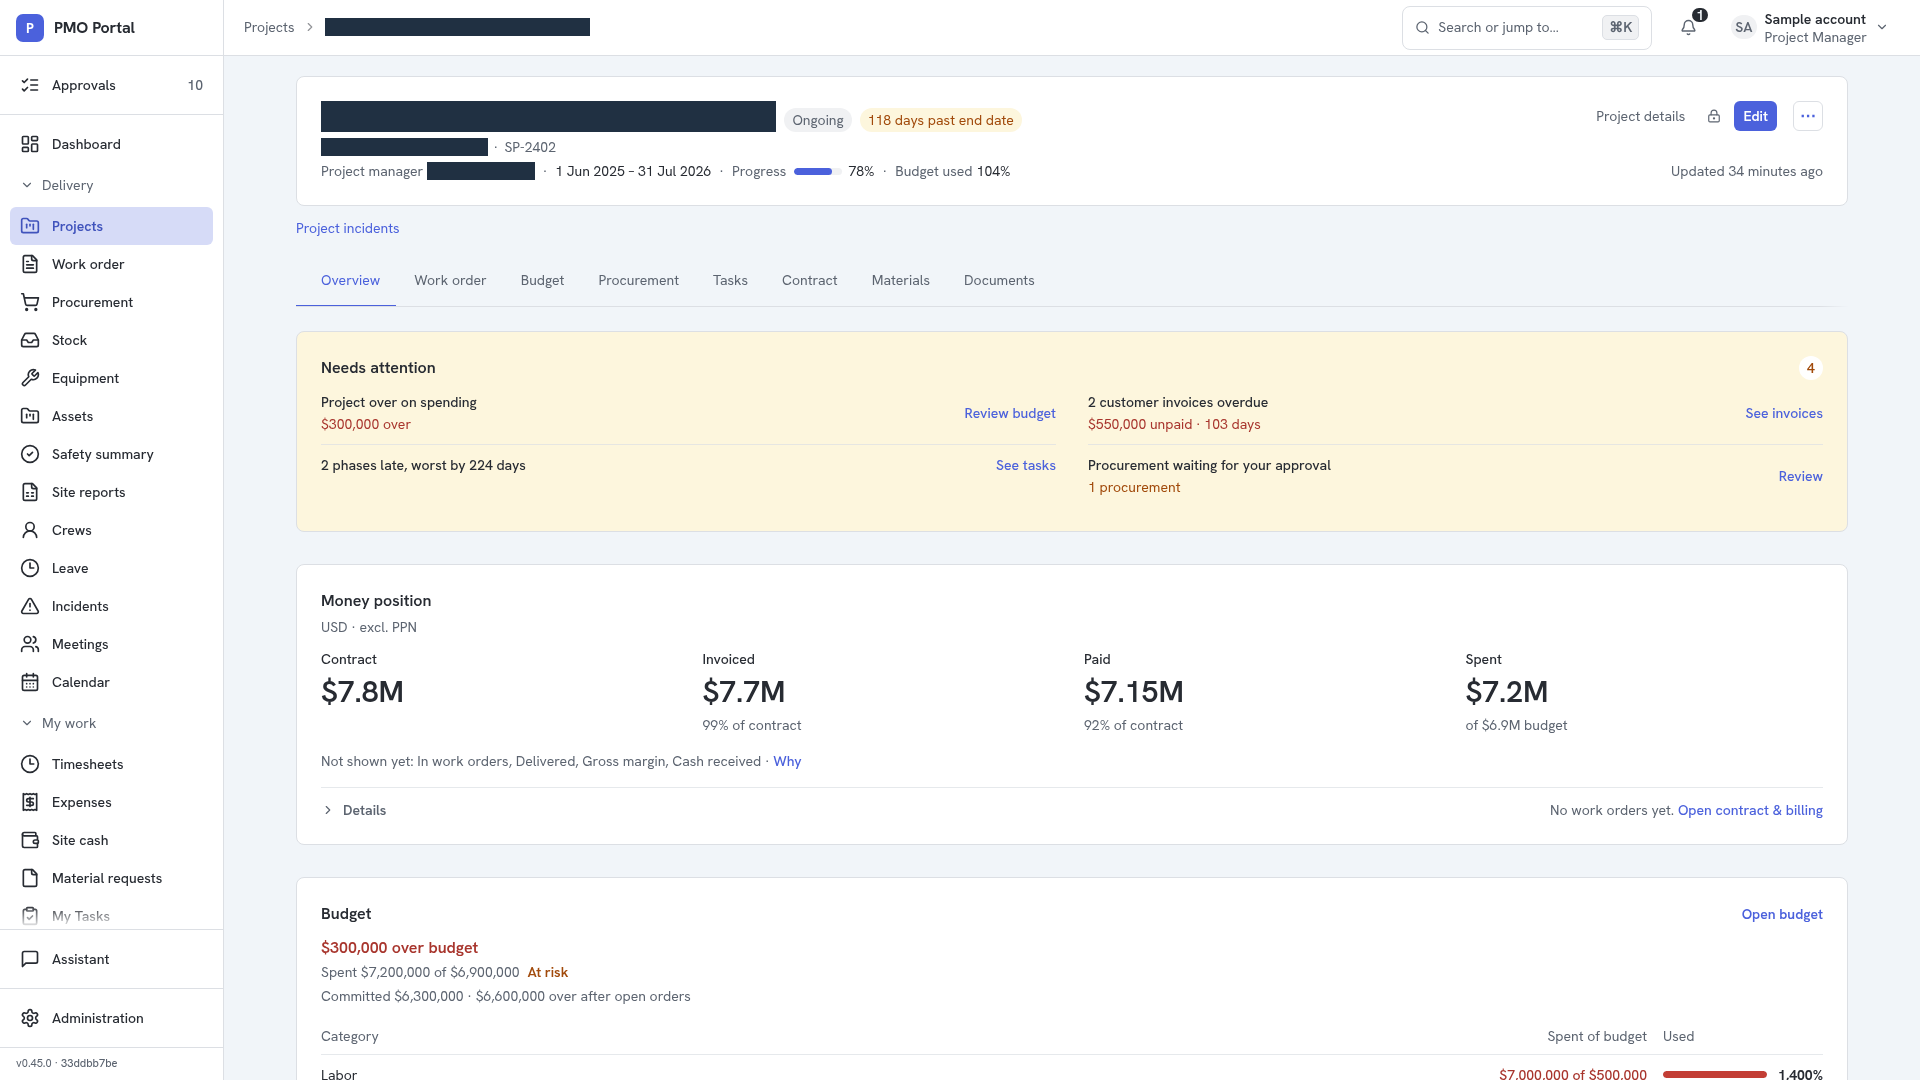 P PMO Portal
Projects
Search or jump to... ⌘K
1
SA
Sample account
Project Manager
Approvals 10
Dashboard
Delivery
Projects
Work order
Procurement
Stock
Equipment
Assets
Safety summary
Site reports
Crews
Leave
Incidents
Meetings
Calendar
My work
Timesheets
Expenses
Site cash
Material requests
My Tasks
Assistant
Administration
v0.45.0 · 33ddbb7be
Ongoing 118 days past end date
Project details Edit
· SP-2402
Project manager · 1 Jun 2025 – 31 Jul 2026 · Progress 78% · Budget used 104%
Updated 34 minutes ago
Project incidents
Overview Work order Budget Procurement Tasks Contract Materials Documents
Needs attention 4
Project over on spending
$300,000 over
Review budget
2 customer invoices overdue
$550,000 unpaid · 103 days
See invoices
2 phases late, worst by 224 days
See tasks
Procurement waiting for your approval
1 procurement
Review
Money position
USD · excl. PPN
Contract Invoiced Paid Spent
$7.8M $7.7M $7.15M $7.2M
99% of contract 92% of contract of $6.9M budget
Not shown yet: In work orders, Delivered, Gross margin, Cash received · Why
Details
No work orders yet. Open contract & billing
Budget Open budget
$300,000 over budget
Spent $7,200,000 of $6,900,000 At risk
Committed $6,300,000 · $6,600,000 over after open orders
Category Spent of budget Used
Labor $7,000,000 of $500,000 1,400%